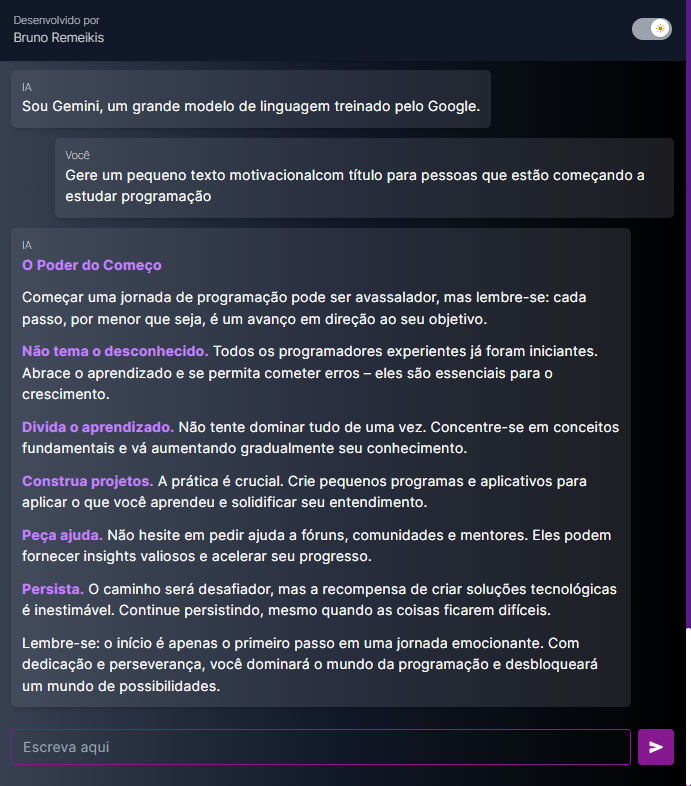 Desenvolvido por
Bruno Remeikis
IA
Sou Gemini, um grande modelo de linguagem treinado pelo Google.
Você
Gere um pequeno texto motivacionalcom título para pessoas que estão começando a
estudar programação
IA
O Poder do Começo
Começar uma jornada de programação pode ser avassalador, mas lembre-se: cada
passo, por menor que seja, é um avanço em direção ao seu objetivo.
Não tema o desconhecido. Todos os programadores experientes já foram iniciantes.
Abrace o aprendizado e se permita cometer erros – eles são essenciais para o
crescimento.
Divida o aprendizado. Não tente dominar tudo de uma vez. Concentre-se em conceitos
fundamentais e vá aumentando gradualmente seu conhecimento.
Construa projetos. A prática é crucial. Crie pequenos programas e aplicativos para
aplicar o que você aprendeu e solidificar seu entendimento.
Peça ajuda. Não hesite em pedir ajuda a fóruns, comunidades e mentores. Eles podem
fornecer insights valiosos e acelerar seu progresso.
Persista. O caminho será desafiador, mas a recompensa de criar soluções tecnológicas
é inestimável. Continue persistindo, mesmo quando as coisas ficarem difíceis.
Lembre-se: o início é apenas o primeiro passo em uma jornada emocionante. Com
dedicação e perseverança, você dominará o mundo da programação e desbloqueará
um mundo de possibilidades.
Escreva aqui